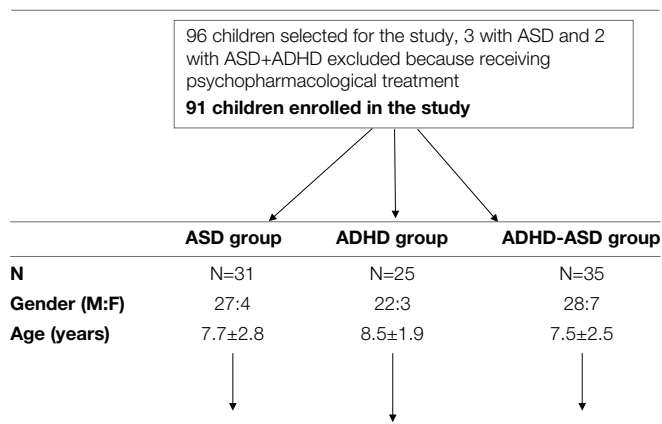 96 children selected for the study, 3 with ASD and 2
with ASD+ADHD excluded because receiving
psychopharmacological treatment
91 children enrolled in the study
ASD group ADHD group ADHD-ASD group
N N=31 N=25 N=35
Gender (M:F) 27:4 22:3 28:7
Age (years) 7.7±2.8 8.5±1.9 7.5±2.5